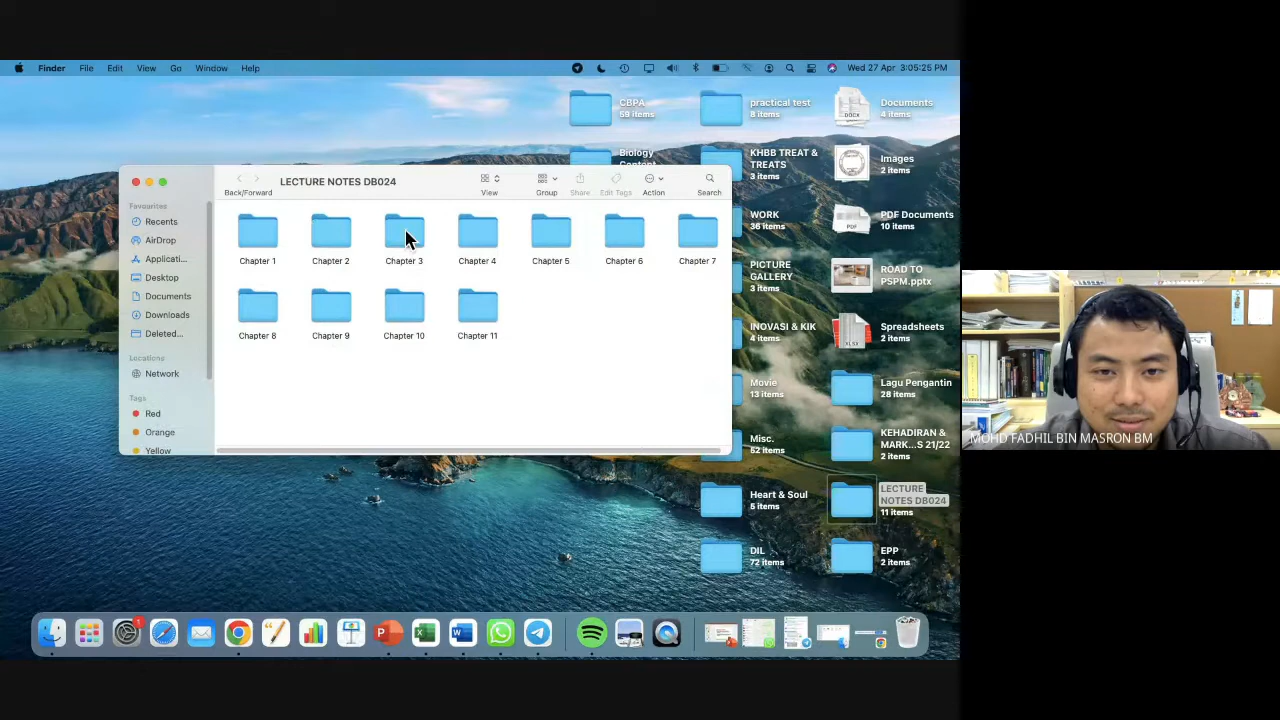 Finder File Edit View Go Window Help
Wed 27 Apr 3:05:25 PM
CBPA
59 items
practical test
8 items
Documents
4 items
DOCX
Biology
KHBB TREAT &
TREATS
3 items
Images
2 items
LECTURE NOTES DB024
Back/Forward View Group Share Edit Tags Action Search
Favourites
Recents
AirDrop
Applicati...
Desktop
Documents
Downloads
Deleted...
Locations
Network
Tags
Red
Orange
Yellow
Chapter 1 Chapter 2 Chapter 3 Chapter 4 Chapter 5 Chapter 6 Chapter 7
Chapter 8 Chapter 9 Chapter 10 Chapter 11
WORK
36 items
PDF Documents
10 items
PDF
PICTURE
GALLERY
3 items
ROAD TO
PSPM.pptx
INOVASI & KIK
4 items
Spreadsheets
2 items
XLSX
Movie
13 items
Lagu Pengantin
28 items
Misc.
52 items
KEHADIRAN &
MARK...S 21/22
2 items
Heart & Soul
5 items
LECTURE
NOTES DB024
11 items
DIL
72 items
EPP
2 items
1
MOHD FADHIL BIN MASRON BM